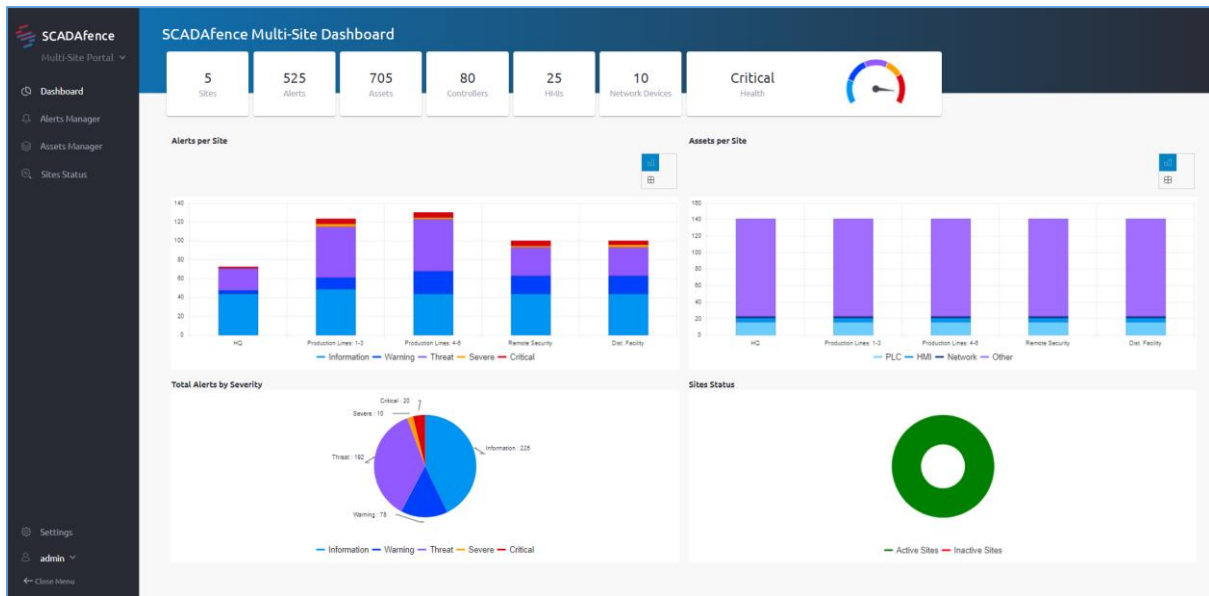 SCADAfence
Multi-Site Portal
Dashboard
Alerts Manager
Assets Manager
Sites Status
Settings
admin
Close Menu
SCADAfence Multi-Site Dashboard
5
Sites
525
Alerts
705
Assets
80
Controllers
25
HMIs
10
Network Devices
Critical
Health
Alerts per Site
140
120
100
80
60
40
20
0
HQ
Production Lines: 1-3
Production Lines: 4-6
Remote Security
Dist. Facility
Information Warning Threat Severe Critical
Assets per Site
160
140
120
100
80
60
40
20
0
HQ
Production Lines: 1-3
Production Lines: 4-6
Remote Security
Dist. Facility
PLC HMI Network Other
Total Alerts by Severity
Critical : 20
Severe : 10
Information : 225
Threat : 192
Warning : 78
Information Warning Threat Severe Critical
Sites Status
Active Sites Inactive Sites